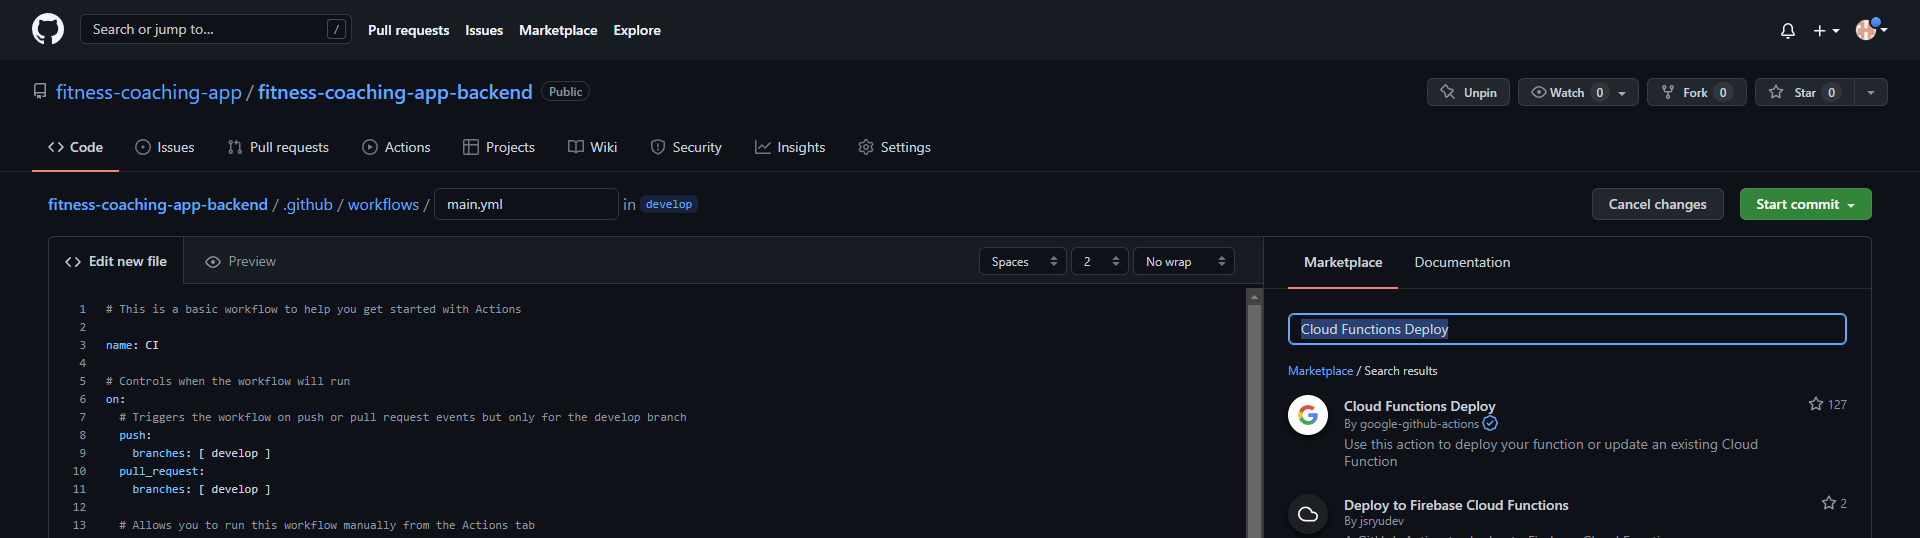 Search or jump to... /
Pull requests Issues Marketplace Explore
fitness-coaching-app / fitness-coaching-app-backend Public
Unpin Watch 0 Fork 0 Star 0
Code Issues Pull requests Actions Projects Wiki Security Insights Settings
fitness-coaching-app-backend / .github / workflows / main.yml in develop
Cancel changes Start commit
Edit new file Preview
Spaces 2 No wrap
1 # This is a basic workflow to help you get started with Actions
2
3 name: CI
4
5 # Controls when the workflow will run
6 on:
7 # Triggers the workflow on push or pull request events but only for the develop branch
8 push:
9 branches: [ develop ]
10 pull_request:
11 branches: [ develop ]
12
13 # Allows you to run this workflow manually from the Actions tab
Marketplace Documentation
Cloud Functions Deploy
Marketplace / Search results
Cloud Functions Deploy 127
By google-github-actions
Use this action to deploy your function or update an existing Cloud
Function
Deploy to Firebase Cloud Functions 2
By jsryudev